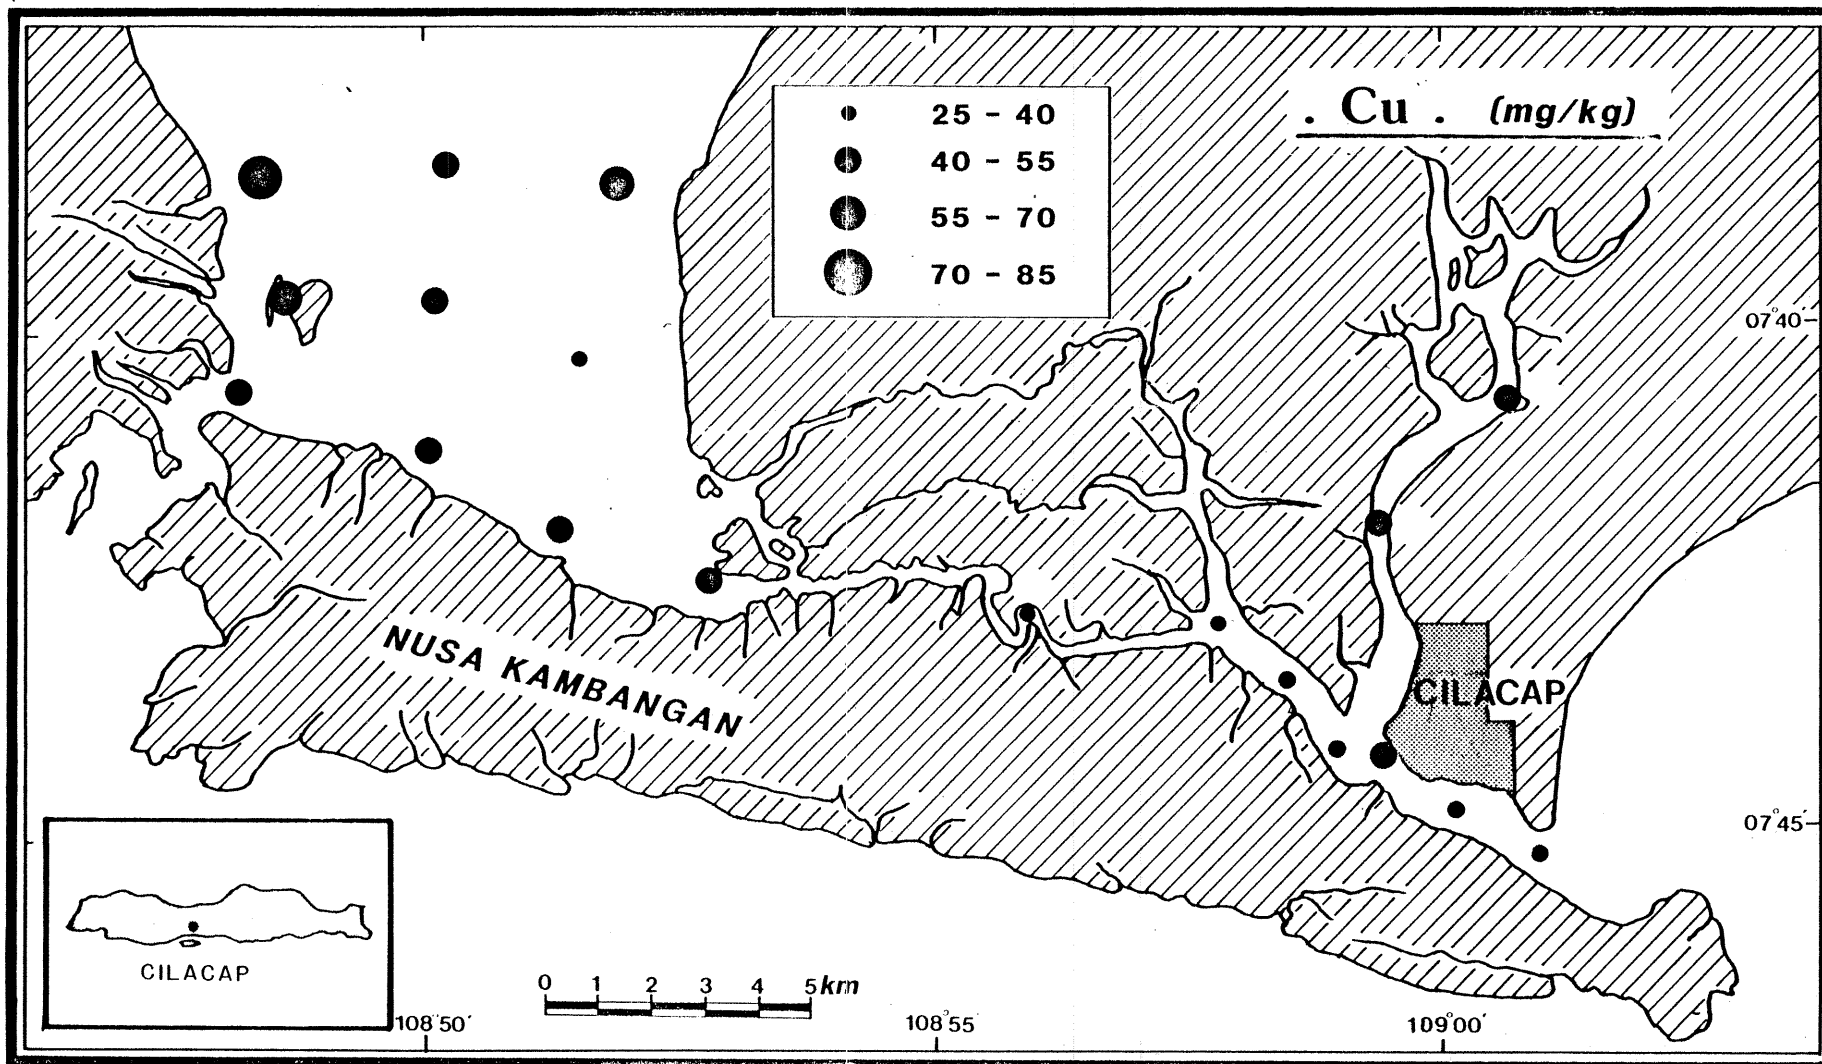 . Cu . (mg/kg)
25 - 40
40 - 55
55 - 70
70 - 85
07°40'
NUSA KAMBANGAN
CILACAP
07°45'
CILACAP
0 1 2 3 4 5 km
108°50' 108°55' 109°00'